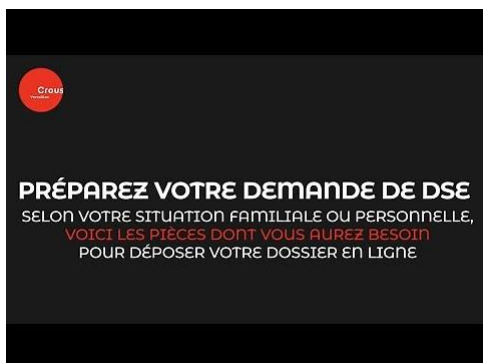 Crous
Versailles
PRÉPAREZ VOTRE DEMANDE DE DSE
SELON VOTRE SITUATION FAMILIALE OU PERSONNELLE,
VOICI LES PIÈCES DONT VOUS AUREZ BESOIN
POUR DÉPOSER VOTRE DOSSIER EN LIGNE